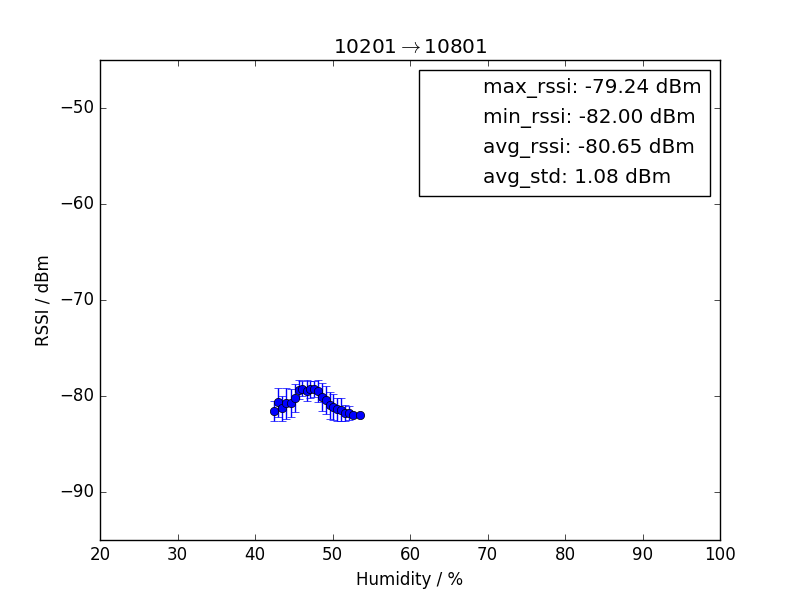 10201→10801
max_rssi: -79.24 dBm
min_rssi: -82.00 dBm
avg_rssi: -80.65 dBm
avg_std: 1.08 dBm
RSSI / dBm
−50
−60
−70
−80
−90
20 30 40 50 60 70 80 90 100
Humidity / %